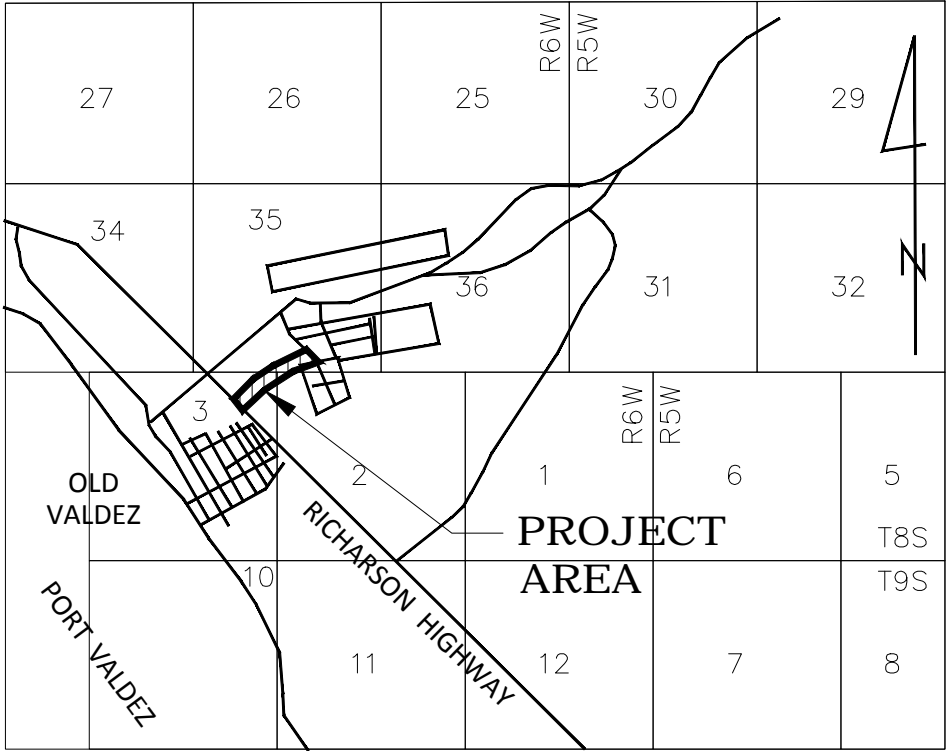 R6W
R5W
27
26
25
30
29
34
35
36
31
32
N
R6W
R5W
3
2
1
6
5
OLD
VALDEZ
PROJECT
AREA
T8S
T9S
10
RICHARSON HIGHWAY
PORT VALDEZ
11
12
7
8